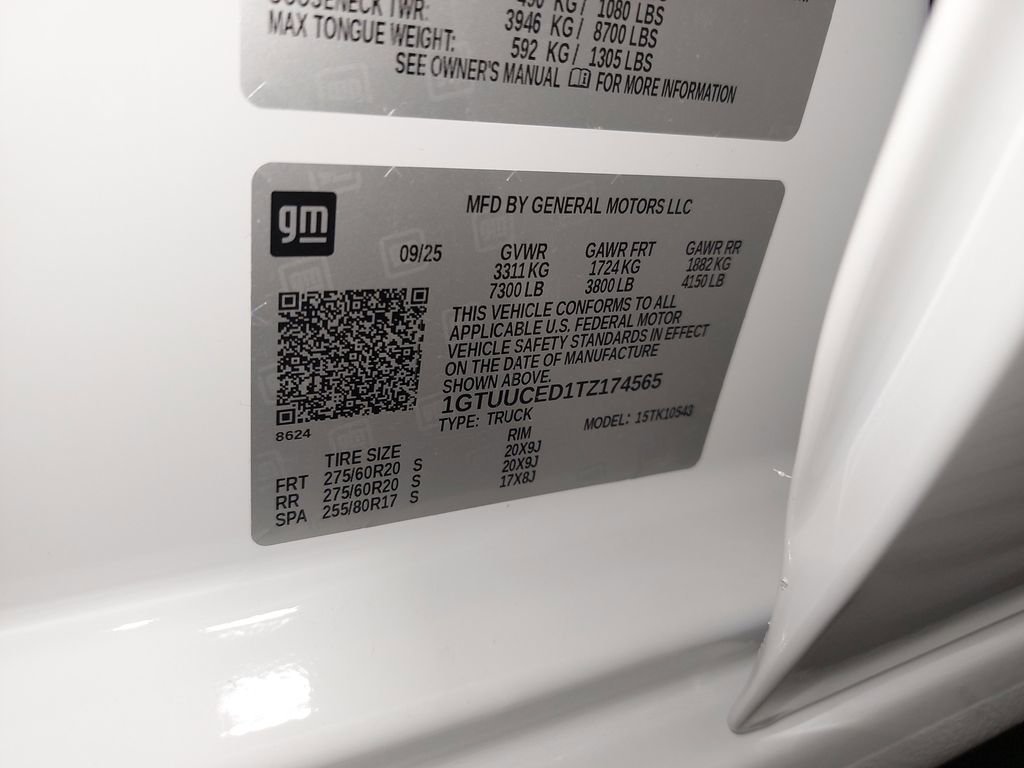 TWR: 1080 LBS
3946 KG / 8700 LBS
MAX TONGUE WEIGHT: 592 KG / 1305 LBS
SEE OWNER'S MANUAL FOR MORE INFORMATION
gm
MFD BY GENERAL MOTORS LLC
09/25 GVWR GAWR FRT GAWR RR
3311 KG 1724 KG 1882 KG
7300 LB 3800 LB 4150 LB
THIS VEHICLE CONFORMS TO ALL
APPLICABLE U.S. FEDERAL MOTOR
VEHICLE SAFETY STANDARDS IN EFFECT
ON THE DATE OF MANUFACTURE
SHOWN ABOVE.
1GTUUCED1TZ174565
TYPE: TRUCK MODEL: 15TK10543
8624
TIRE SIZE RIM
FRT 275/60R20 S 20X9J
RR 275/60R20 S 20X9J
SPA 255/80R17 S 17X8J